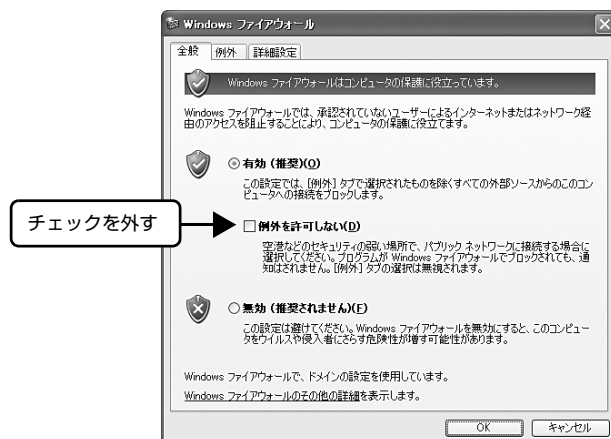 Windows ファイアウォール
全般
例外
詳細設定
Windows ファイアウォールはコンピュータの保護に役立っています。
Windows ファイアウォールでは、承認されていないユーザーによるインターネットまたはネットワーク経
由のアクセスを阻止することにより、コンピュータの保護に役立てます。
有効 (推奨)(O)
この設定では、[例外] タブで選択されたものを除くすべての外部ソースからのこのコン
ピュータへの接続をブロックします。
チェックを外す
例外を許可しない(D)
空港などのセキュリティの弱い場所で、パブリック ネットワークに接続する場合に
選択してください。プログラムが Windows ファイアウォールでブロックされても、通
知はされません。[例外] タブの選択は無視されます。
無効 (推奨されません)(F)
この設定は避けてください。Windows ファイアウォールを無効にすると、このコンピュー
タをウイルスや侵入者にさらす危険性が増す可能性があります。
Windows ファイアウォールで、ドメインの設定を使用しています。
Windows ファイアウォールのその他の詳細を表示します。
OK
キャンセル